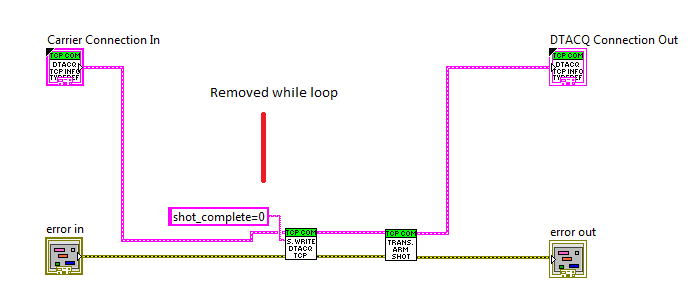 Carrier Connection In
DTACQ Connection Out
TCP COM
DTACQ
TCP INFO
TYPEDEF
TCP COM
DTACQ
TCP INFO
TYPEDEF
Removed while loop
shot_complete=0
error in
TCP COM
S. WRITE
DTACQ
TCP
TCP COM
TRANS.
ARM
SHOT
error out